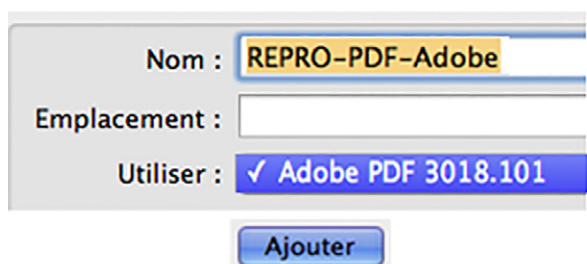 Nom : REPRO-PDF-Adobe
Emplacement :
Utiliser : ✓ Adobe PDF 3018.101
Ajouter